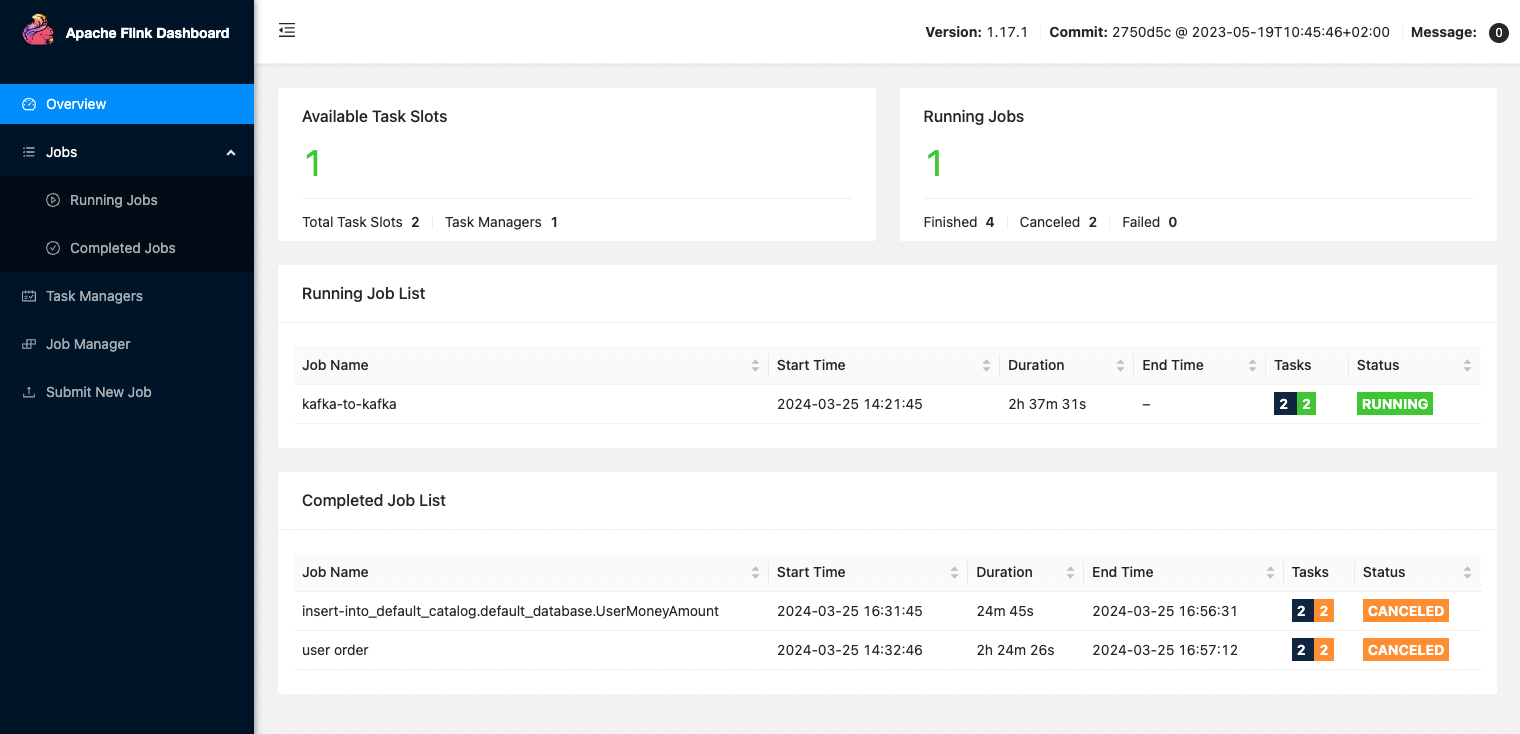 Apache Flink Dashboard
Version: 1.17.1 Commit: 2750d5c @ 2023-05-19T10:45:46+02:00 Message: 0
Overview
Jobs
Running Jobs
Completed Jobs
Task Managers
Job Manager
Submit New Job
Available Task Slots
1
Total Task Slots 2 Task Managers 1
Running Jobs
1
Finished 4 Canceled 2 Failed 0
Running Job List
Job Name Start Time Duration End Time Tasks Status
kafka-to-kafka 2024-03-25 14:21:45 2h 37m 31s – 2 2 RUNNING
Completed Job List
Job Name Start Time Duration End Time Tasks Status
insert-into_default_catalog.default_database.UserMoneyAmount 2024-03-25 16:31:45 24m 45s 2024-03-25 16:56:31 2 2 CANCELED
user order 2024-03-25 14:32:46 2h 24m 26s 2024-03-25 16:57:12 2 2 CANCELED